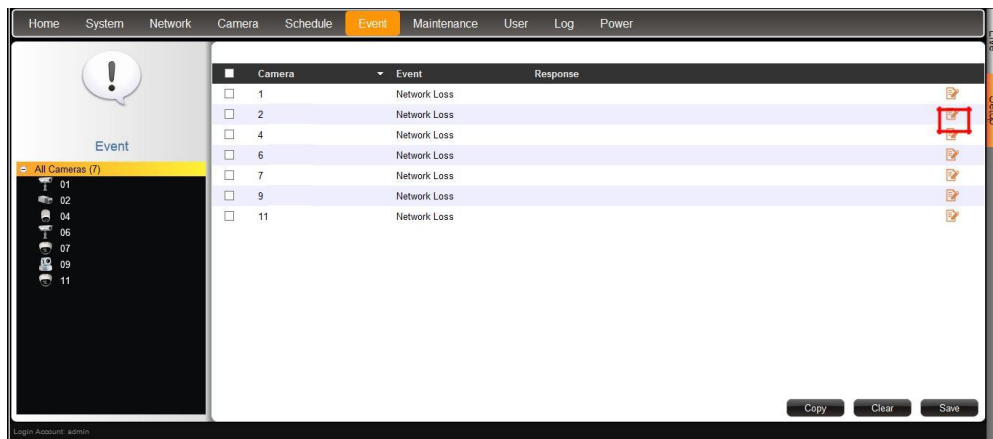 Home System Network Camera Schedule Event Maintenance User Log Power
Live
Setup
Event
All Cameras (7)
01
02
04
06
07
09
11
Camera Event Response
1 Network Loss
2 Network Loss
4 Network Loss
6 Network Loss
7 Network Loss
9 Network Loss
11 Network Loss
Copy Clear Save
Login Account: admin